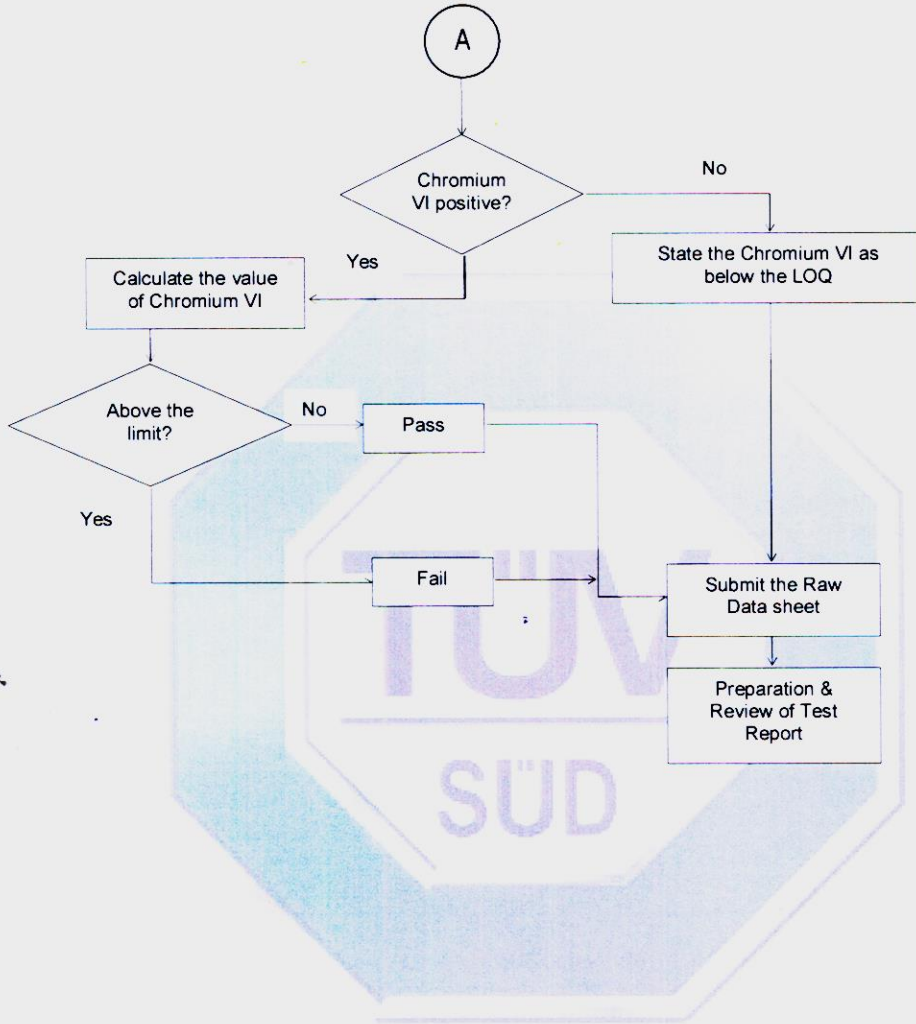 A
Chromium
VI positive?
No
State the Chromium VI as
below the LOQ
Yes
Calculate the value
of Chromium VI
Above the
limit?
No
Pass
Yes
Fail
Submit the Raw
Data sheet
Preparation &
Review of Test
Report
TÜV
SÜD